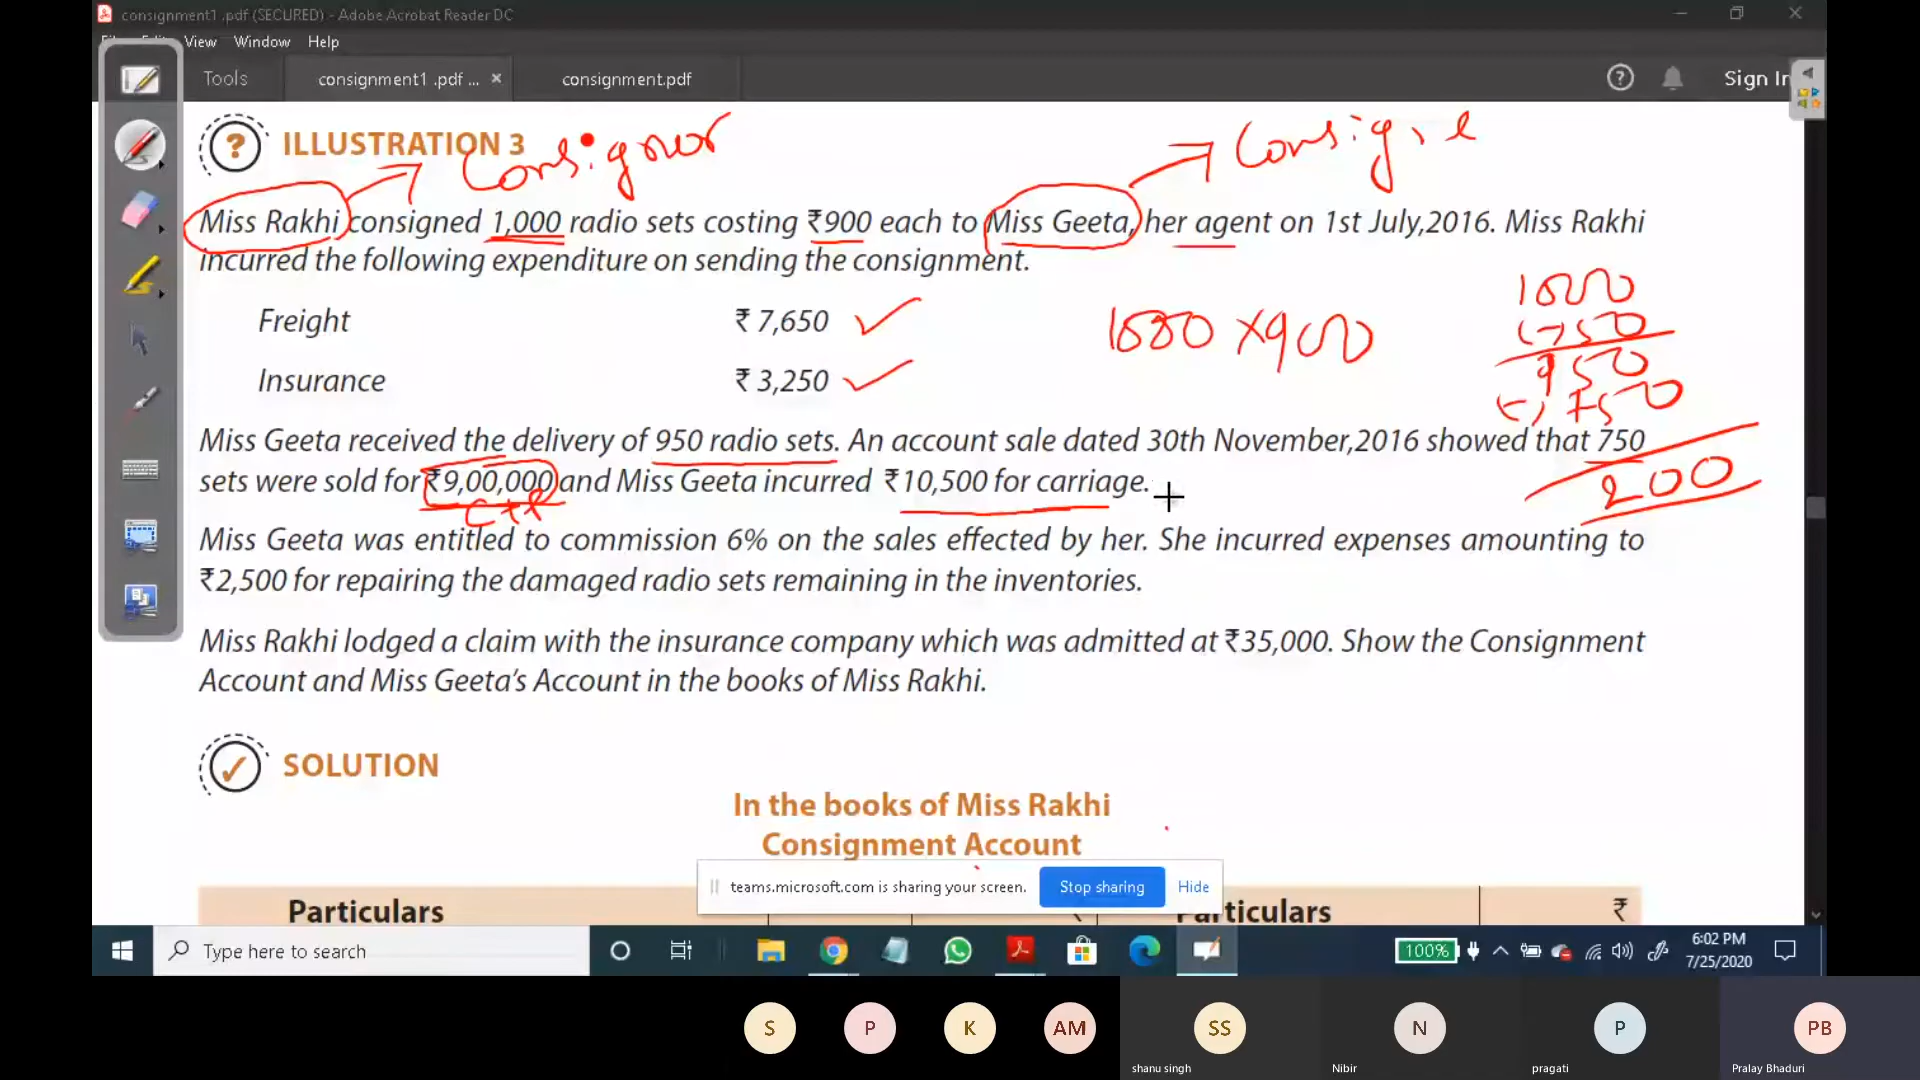 consignment1 .pdf (SECURED) - Adobe Acrobat Reader DC
View Window Help
Tools
consignment1 .pdf ... ×
consignment.pdf
Sign In
ILLUSTRATION 3
Consignor
Miss Rakhi consigned 1,000 radio sets costing ₹900 each to Miss Geeta, her agent on 1st July,2016. Miss Rakhi
incurred the following expenditure on sending the consignment.
Freight ₹ 7,650
1000 ×900
1000
Insurance ₹ 3,250
950
Miss Geeta received the delivery of 950 radio sets. An account sale dated 30th November,2016 showed that 750
sets were sold for ₹9,00,000 and Miss Geeta incurred ₹10,500 for carriage.
200
Miss Geeta was entitled to commission 6% on the sales effected by her. She incurred expenses amounting to
₹2,500 for repairing the damaged radio sets remaining in the inventories.
Miss Rakhi lodged a claim with the insurance company which was admitted at ₹35,000. Show the Consignment
Account and Miss Geeta's Account in the books of Miss Rakhi.
SOLUTION
In the books of Miss Rakhi
Consignment Account
teams.microsoft.com is sharing your screen. Stop sharing Hide
Particulars Particulars ₹
Type here to search
100%
6:02 PM
7/25/2020
S P K AM SS N P PB
shanu singh Nibir pragati Pralay Bhaduri